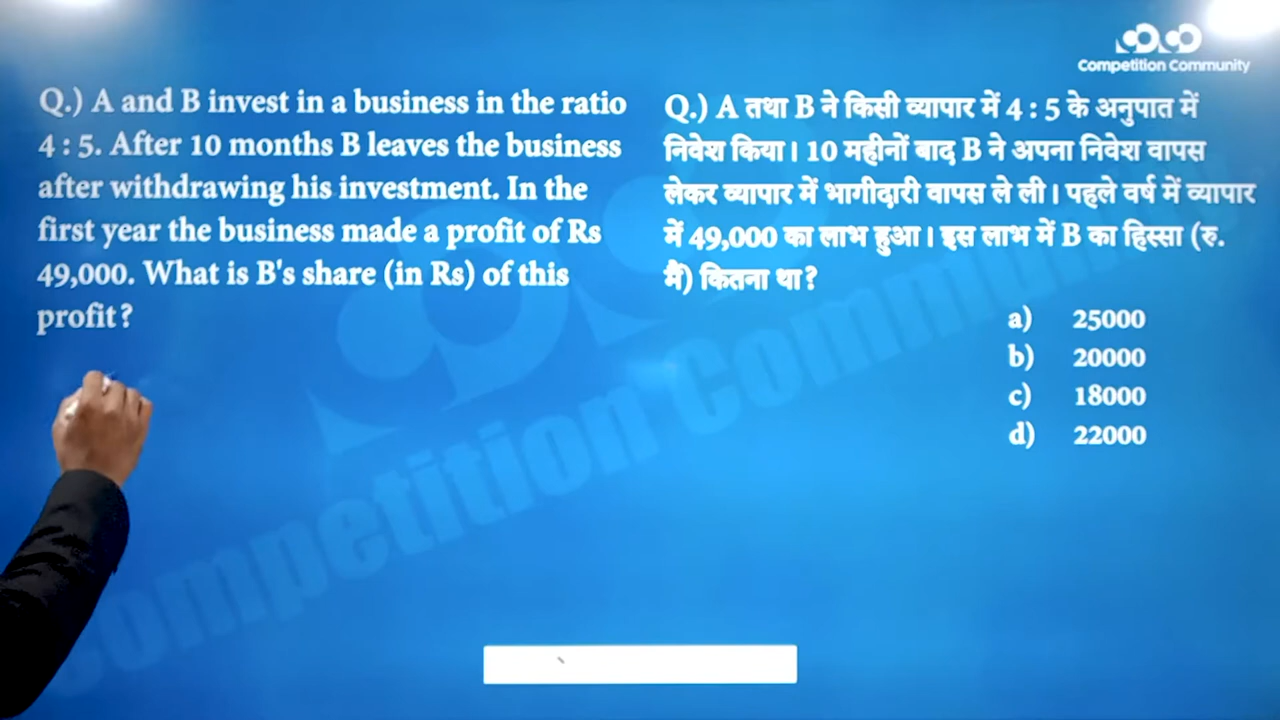 Competition Community
Q.) A and B invest in a business in the ratio
4 : 5. After 10 months B leaves the business
after withdrawing his investment. In the
first year the business made a profit of Rs
49,000. What is B's share (in Rs) of this
profit?
Q.) A तथा B ने किसी व्यापार में 4 : 5 के अनुपात में
निवेश किया। 10 महीनों बाद B ने अपना निवेश वापस
लेकर व्यापार में भागीदारी वापस ले ली। पहले वर्ष में व्यापार
में 49,000 का लाभ हुआ। इस लाभ में B का हिस्सा (रु.
मैं) कितना था?
a) 25000
b) 20000
c) 18000
d) 22000
Competition Community